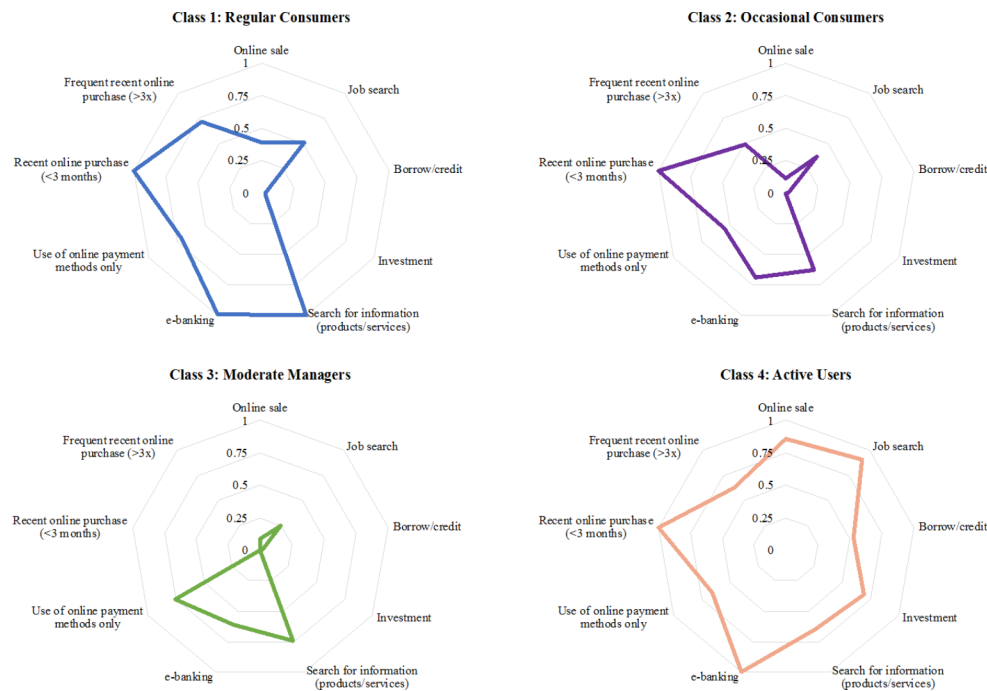 Class 1: Regular Consumers
Online sale
1
Frequent recent online
purchase (>3x)
Job search
0.75
0.5
Recent online purchase
(<3 months)
Borrow/credit
0.25
0
Use of online payment
methods only
Investment
e-banking
Search for information
(products/services)
Class 2: Occasional Consumers
Online sale
1
Frequent recent online
purchase (>3x)
Job search
0.75
0.5
Recent online purchase
(<3 months)
Borrow/credit
0.25
0
Use of online payment
methods only
Investment
e-banking
Search for information
(products/services)
Class 3: Moderate Managers
Online sale
1
Frequent recent online
purchase (>3x)
Job search
0.75
0.5
Recent online purchase
(<3 months)
Borrow/credit
0.25
0
Use of online payment
methods only
Investment
e-banking
Search for information
(products/services)
Class 4: Active Users
Online sale
1
Frequent recent online
purchase (>3x)
Job search
0.75
0.5
Recent online purchase
(<3 months)
Borrow/credit
0.25
0
Use of online payment
methods only
Investment
e-banking
Search for information
(products/services)